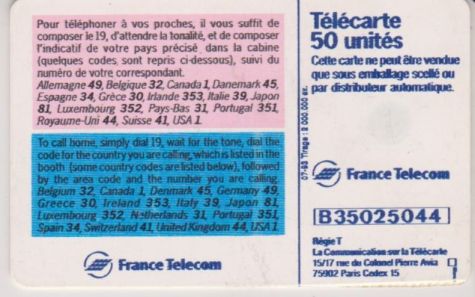 Pour téléphoner à vos proches, il vous suffit de
composer le 19, d'attendre la tonalité, et de composer
l'indicatif de votre pays précisé dans la cabine
(quelques codes sont repris ci-dessous), suivi du
numéro de votre correspondant.
Allemagne 49, Belgique 32, Canada 1, Danemark 45,
Espagne 34, Grèce 30, Irlande 353, Italie 39, Japon
81, Luxembourg 352, Pays-Bas 31, Portugal 351,
Royaume-Uni 44, Suisse 41, USA 1.
To call home, simply dial 19, wait for the tone, dial the
code for the country you are calling, which is listed in the
booth (some country codes are listed below), followed
by the area code and the number you are calling.
Belgium 32, Canada 1, Denmark 45, Germany 49,
Greece 30, Ireland 353, Italy 39, Japan 81,
Luxembourg 352, Netherlands 31, Portugal 351,
Spain 34, Switzerland 41, United Kingdom 44, USA 1
France Telecom
Télécarte
50 unités
Cette carte ne peut être vendue
que sous emballage scellé ou
par distributeur automatique.
07-93 Tirage : 2 000 000 ex.
France Telecom
B35025044
Régie T
La Communication sur la Télécarte
15/17 rue du Colonel Pierre Avia
75902 Paris Cedex 15